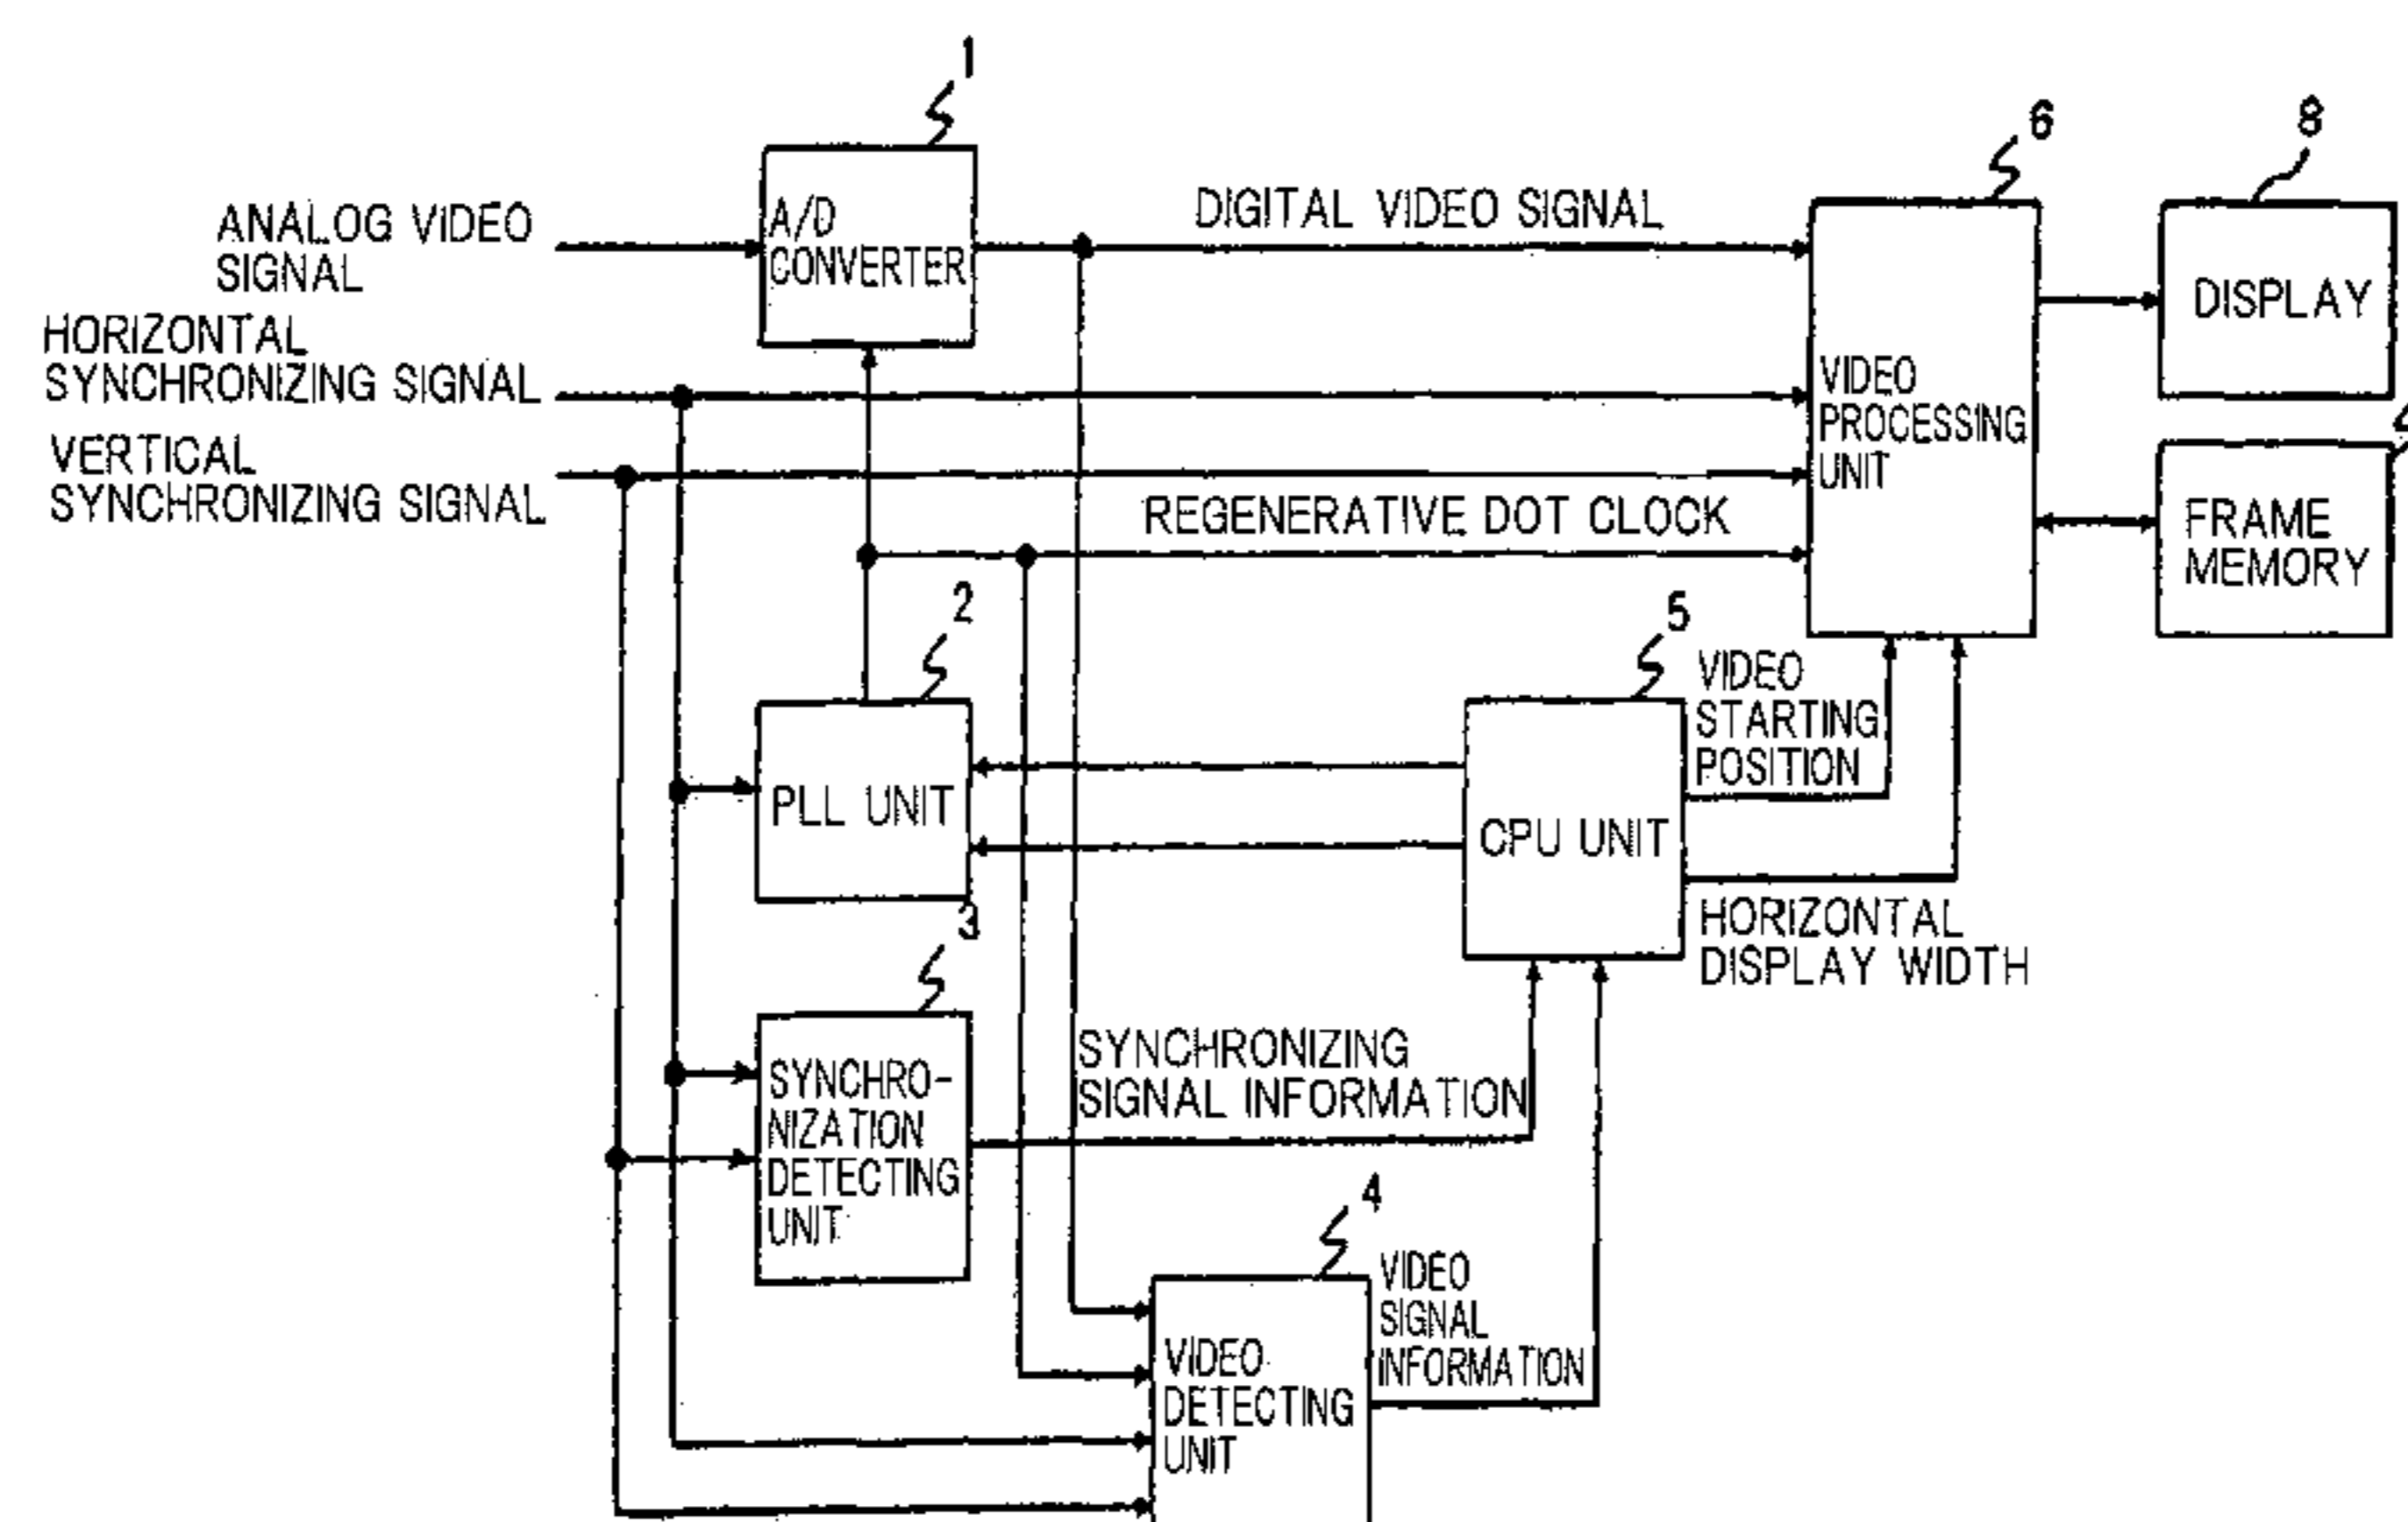 1
6
8
ANALOG VIDEO
SIGNAL
A/D
CONVERTER
DIGITAL VIDEO SIGNAL
DISPLAY
HORIZONTAL
SYNCHRONIZING SIGNAL
VIDEO
PROCESSING
UNIT
VERTICAL
SYNCHRONIZING SIGNAL
REGENERATIVE DOT CLOCK
FRAME
MEMORY
2
5
VIDEO
STARTING
POSITION
PLL UNIT
CPU UNIT
3
HORIZONTAL
DISPLAY WIDTH
SYNCHRONIZING
SIGNAL INFORMATION
SYNCHRO-
NIZATION
DETECTING
UNIT
4
VIDEO
SIGNAL
INFORMATION
VIDEO
DETECTING
UNIT